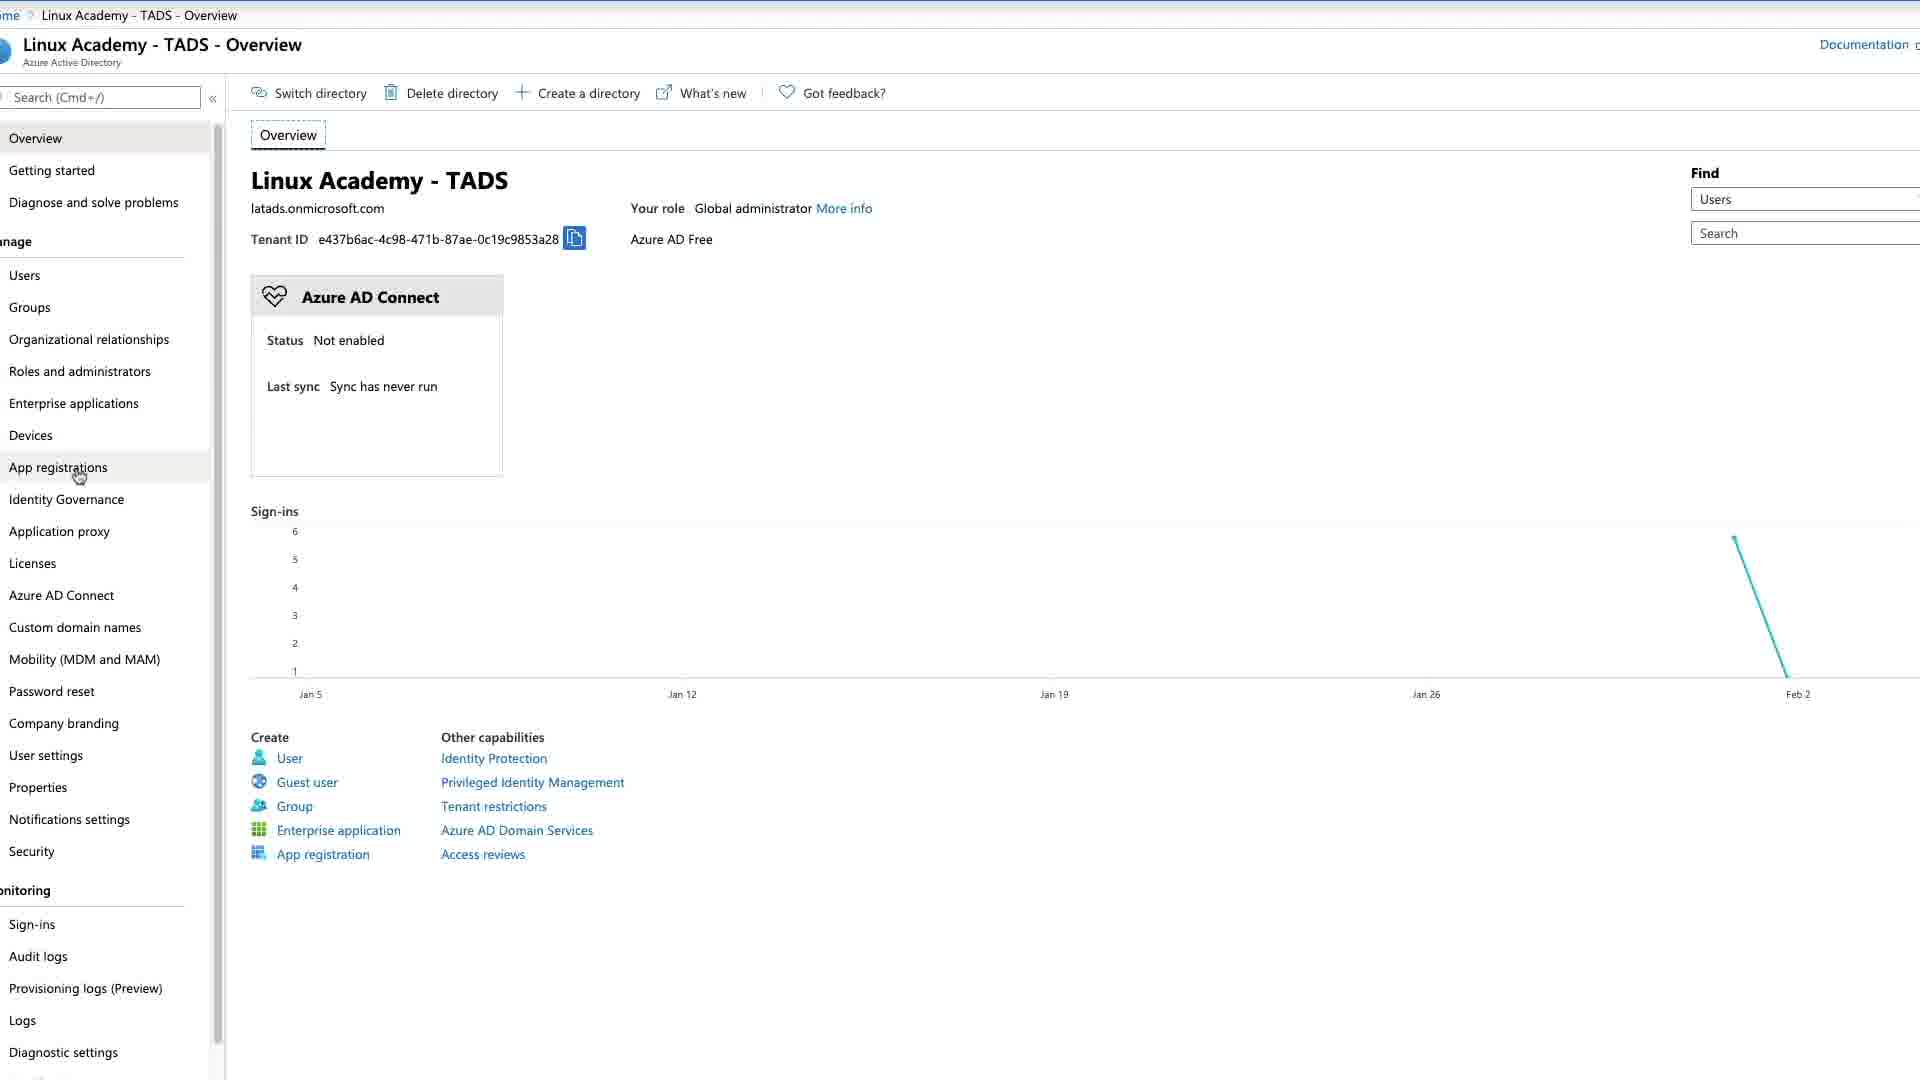 ome > Linux Academy - TADS - Overview
Linux Academy - TADS - Overview
Azure Active Directory
Documentation
Search (Cmd+/)
«
Switch directory
Delete directory
Create a directory
What's new
Got feedback?
Overview
Getting started
Diagnose and solve problems
anage
Users
Groups
Organizational relationships
Roles and administrators
Enterprise applications
Devices
App registrations
Identity Governance
Application proxy
Licenses
Azure AD Connect
Custom domain names
Mobility (MDM and MAM)
Password reset
Company branding
User settings
Properties
Notifications settings
Security
onitoring
Sign-ins
Audit logs
Provisioning logs (Preview)
Logs
Diagnostic settings
Overview
Linux Academy - TADS
latads.onmicrosoft.com
Your role Global administrator More info
Tenant ID e437b6ac-4c98-471b-87ae-0c19c9853a28
Azure AD Free
Find
Users
Search
Azure AD Connect
Status Not enabled
Last sync Sync has never run
Sign-ins
6
5
4
3
2
1
Jan 5 Jan 12 Jan 19 Jan 26 Feb 2
Create
User
Guest user
Group
Enterprise application
App registration
Other capabilities
Identity Protection
Privileged Identity Management
Tenant restrictions
Azure AD Domain Services
Access reviews